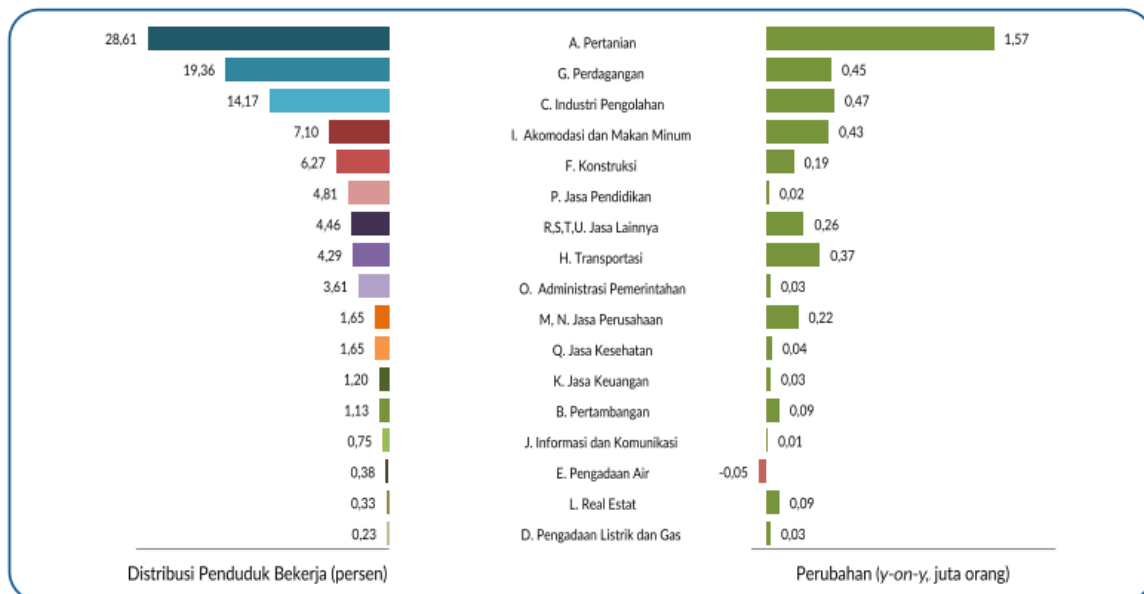 28,61 A. Pertanian 1,57
19,36 G. Perdagangan 0,45
14,17 C. Industri Pengolahan 0,47
7,10 I. Akomodasi dan Makan Minum 0,43
6,27 F. Konstruksi 0,19
4,81 P. Jasa Pendidikan 0,02
4,46 R,S,T,U. Jasa Lainnya 0,26
4,29 H. Transportasi 0,37
3,61 O. Administrasi Pemerintahan 0,03
1,65 M, N. Jasa Perusahaan 0,22
1,65 Q. Jasa Kesehatan 0,04
1,20 K. Jasa Keuangan 0,03
1,13 B. Pertambangan 0,09
0,75 J. Informasi dan Komunikasi 0,01
0,38 E. Pengadaan Air -0,05
0,33 L. Real Estat 0,09
0,23 D. Pengadaan Listrik dan Gas 0,03
Distribusi Penduduk Bekerja (persen) Perubahan (y-on-y, juta orang)